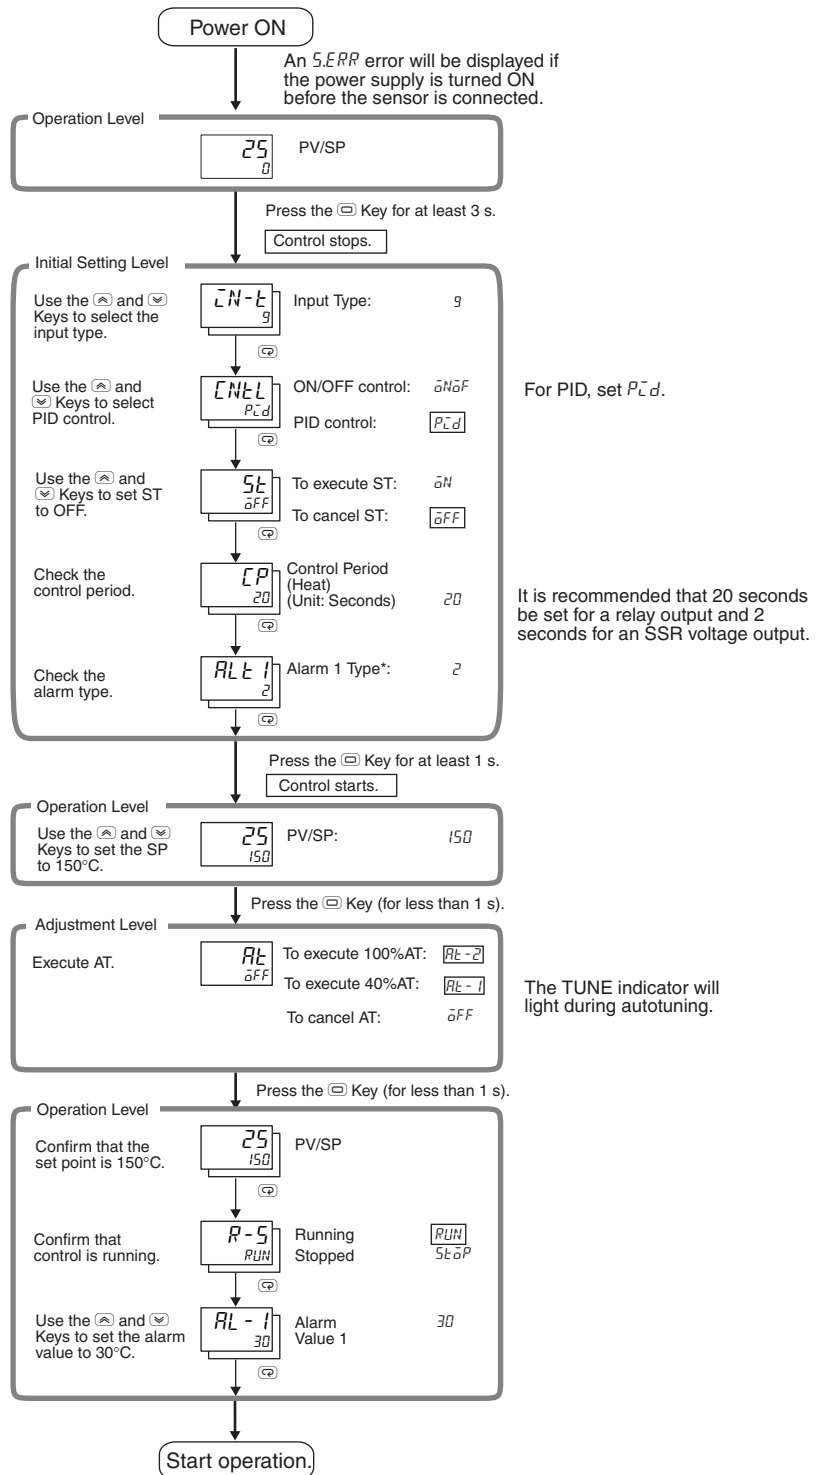 Power ON
An S.ERR error will be displayed if
the power supply is turned ON
before the sensor is connected.
Operation Level
25
0
PV/SP
Press the Key for at least 3 s.
Control stops.
Initial Setting Level
Use the and
Keys to select the
input type.
IN-t
9
Input Type:
9
Use the and
Keys to select
PID control.
CNtL
PId
ON/OFF control:
oNoF
PID control:
PId
For PID, set PId.
Use the and
Keys to set ST
to OFF.
St
oFF
To execute ST:
oN
To cancel ST:
oFF
Check the
control period.
CP
20
Control Period
(Heat)
(Unit: Seconds)
20
It is recommended that 20 seconds
be set for a relay output and 2
seconds for an SSR voltage output.
Check the
alarm type.
ALt1
2
Alarm 1 Type*:
2
Press the Key for at least 1 s.
Control starts.
Operation Level
Use the and
Keys to set the SP
to 150°C.
25
150
PV/SP:
150
Press the Key (for less than 1 s).
Adjustment Level
Execute AT.
At
oFF
To execute 100%AT:
At-2
To execute 40%AT:
At-1
To cancel AT:
oFF
The TUNE indicator will
light during autotuning.
Press the Key (for less than 1 s).
Operation Level
Confirm that the
set point is 150°C.
25
150
PV/SP
Confirm that
control is running.
R-S
RUN
Running
RUN
Stopped
StoP
Use the and
Keys to set the alarm
value to 30°C.
AL-1
30
Alarm
Value 1
30
Start operation.